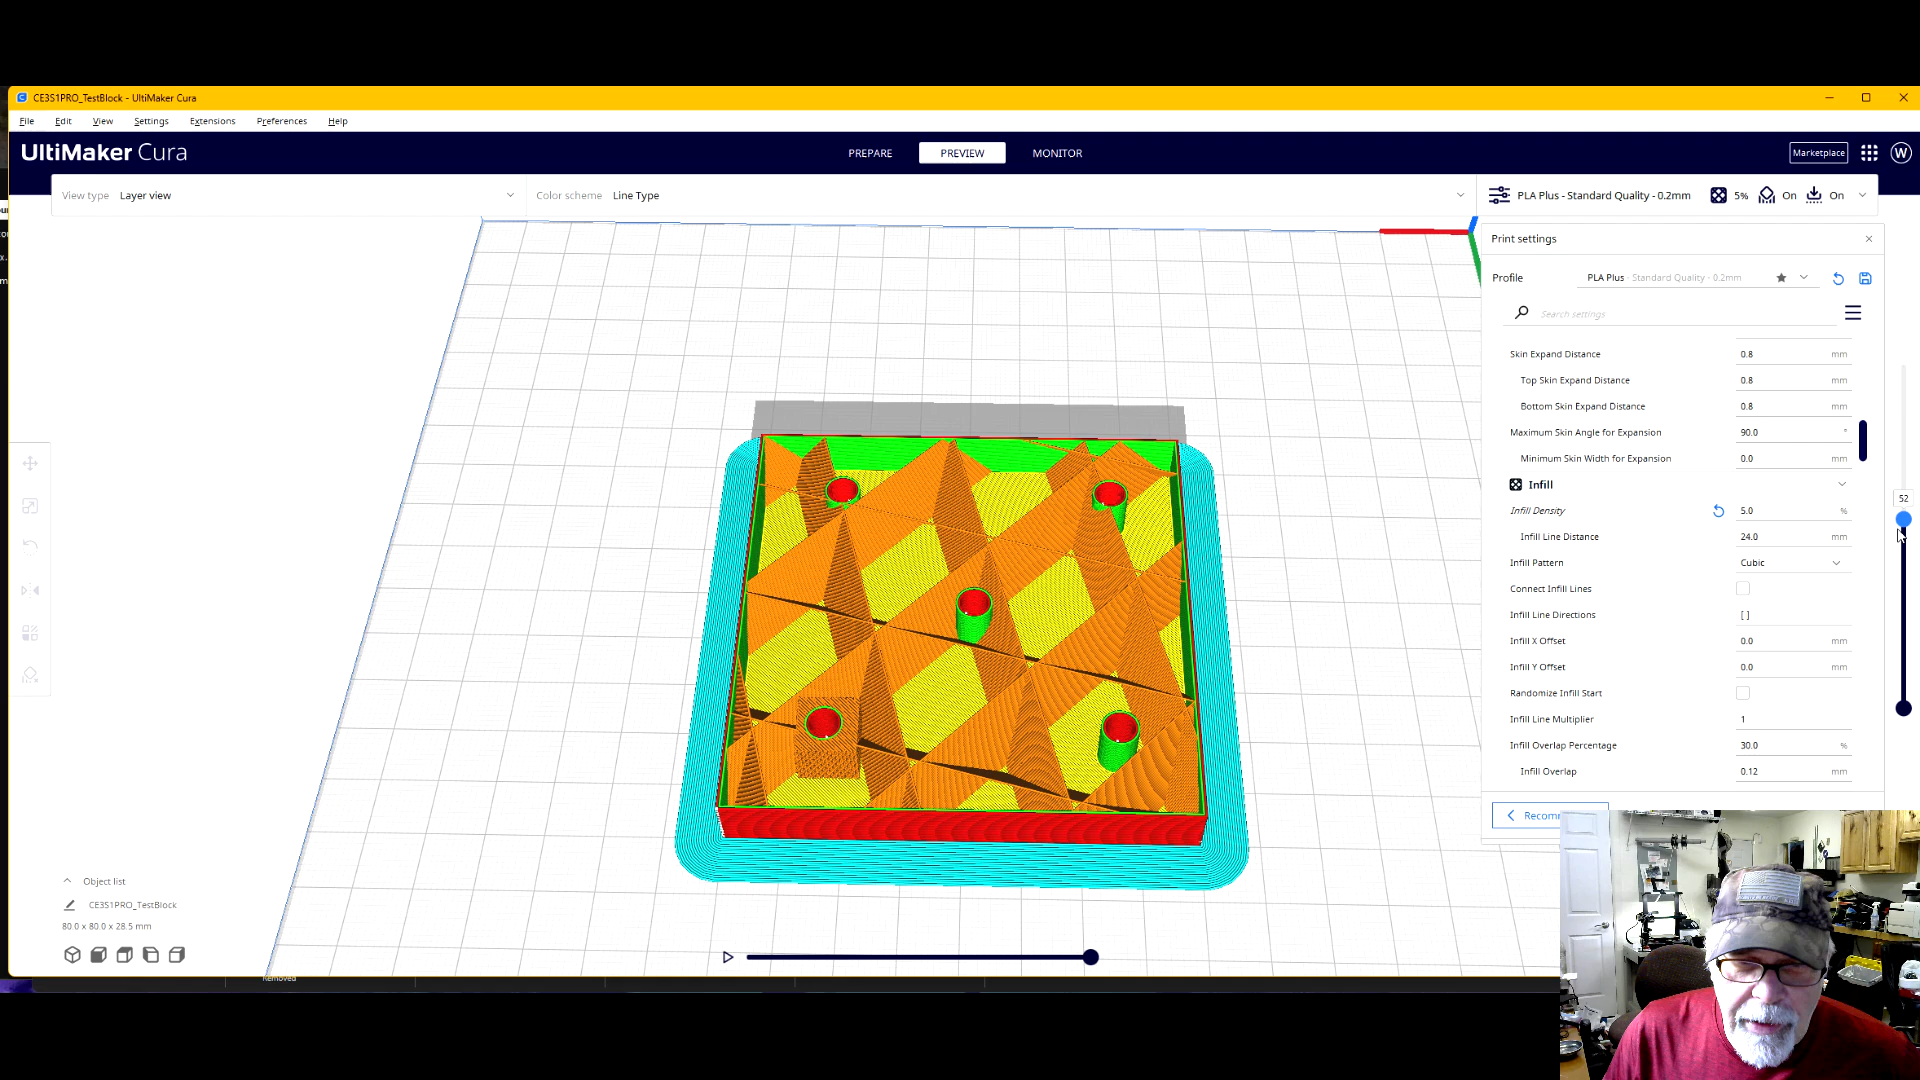 CE3S1PRO_TestBlock - UltiMaker Cura
File Edit View Settings Extensions Preferences Help
UltiMaker Cura
PREPARE PREVIEW MONITOR
Marketplace W
View type Layer view
Color scheme Line Type
PLA Plus - Standard Quality - 0.2mm 5% On On
Print settings
Profile PLA Plus - Standard Quality - 0.2mm
Search settings
Skin Expand Distance 0.8 mm
Top Skin Expand Distance 0.8 mm
Bottom Skin Expand Distance 0.8 mm
Maximum Skin Angle for Expansion 90.0 °
Minimum Skin Width for Expansion 0.0 mm
Infill
52
Infill Density 5.0 %
Infill Line Distance 24.0 mm
Infill Pattern Cubic
Connect Infill Lines
Infill Line Directions [ ]
Infill X Offset 0.0 mm
Infill Y Offset 0.0 mm
Randomize Infill Start
Infill Line Multiplier 1
Infill Overlap Percentage 30.0 %
Infill Overlap 0.12 mm
Object list
CE3S1PRO_TestBlock
80.0 x 80.0 x 28.5 mm
Removed